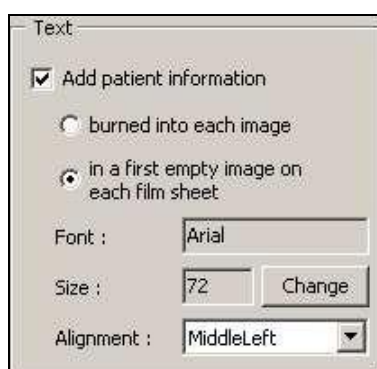 Text
Add patient information
burned into each image
in a first empty image on
each film sheet
Font : Arial
Size : 72 Change
Alignment : MiddleLeft